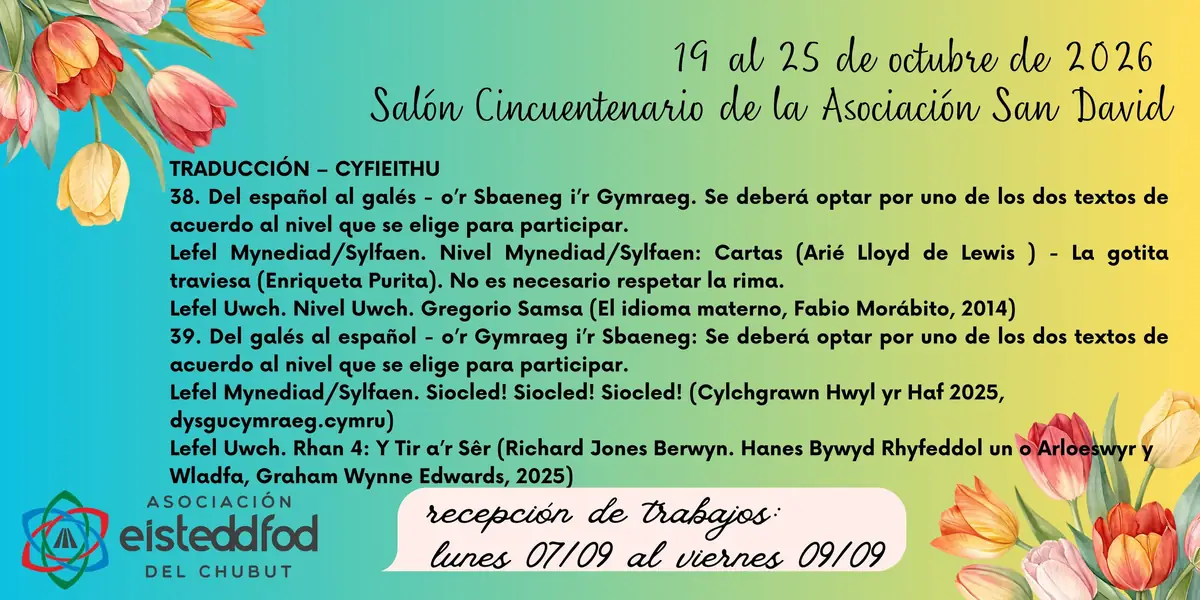 19 al 25 de octubre de 2026
Salón Cincuentenario de la Asociación San David
TRADUCCIÓN – CYFIEITHU
38. Del español al galés - o’r Sbaeneg i’r Gymraeg. Se deberá optar por uno de los dos textos de
acuerdo al nivel que se elige para participar.
Lefel Mynediad/Sylfaen. Nivel Mynediad/Sylfaen: Cartas (Arié Lloyd de Lewis ) - La gotita
traviesa (Enriqueta Purita). No es necesario respetar la rima.
Lefel Uwch. Nivel Uwch. Gregorio Samsa (El idioma materno, Fabio Morábito, 2014)
39. Del galés al español - o’r Gymraeg i’r Sbaeneg: Se deberá optar por uno de los dos textos de
acuerdo al nivel que se elige para participar.
Lefel Mynediad/Sylfaen. Siocled! Siocled! Siocled! (Cylchgrawn Hwyl yr Haf 2025,
dysgucymraeg.cymru)
Lefel Uwch. Rhan 4: Y Tir a’r Sêr (Richard Jones Berwyn. Hanes Bywyd Rhyfeddol un o Arloeswyr y
Wladfa, Graham Wynne Edwards, 2025)
ASOCIACIÓN
eisteddfod
DEL CHUBUT
recepción de trabajos:
lunes 07/09 al viernes 09/09